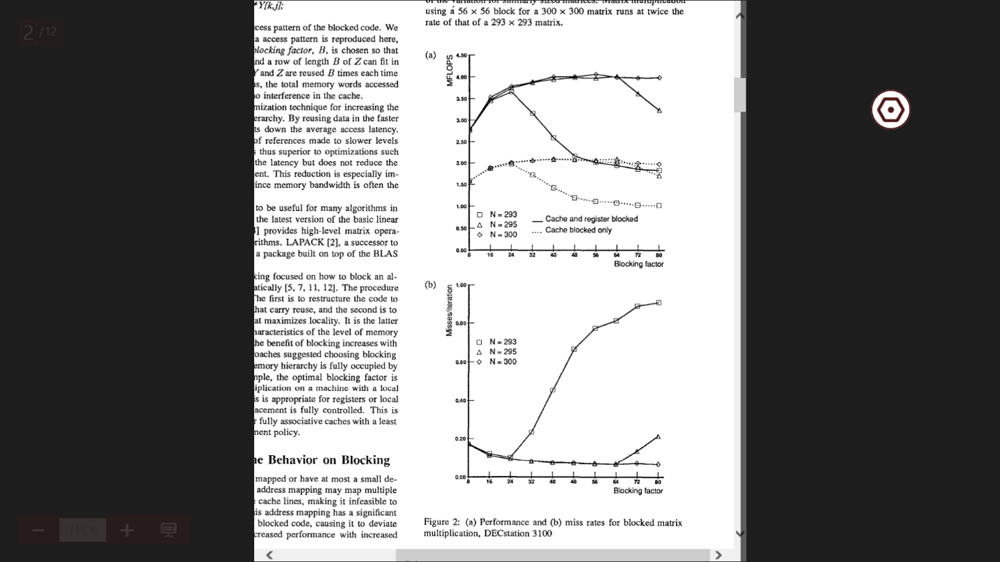 2 /12
*Y[k,j];
cess pattern of the blocked code. We
a access pattern is reproduced here,
blocking factor, B, is chosen so that
nd a row of length B of Z can fit in
Y and Z are reused B times each time
s, the total memory words accessed
o interference in the cache.
mization technique for increasing the
erarchy. By reusing data in the faster
ts down the average access latency.
of references made to slower levels
thus superior to optimizations such
the latency but does not reduce the
ent. This reduction is especially im-
ince memory bandwidth is often the
to be useful for many algorithms in
the latest version of the basic linear
] provides high-level matrix opera-
rithms. LAPACK [2], a successor to
a package built on top of the BLAS
king focused on how to block an al-
atically [5, 7, 11, 12]. The procedure
The first is to restructure the code to
hat carry reuse, and the second is to
at maximizes locality. It is the latter
haracteristics of the level of memory
he benefit of blocking increases with
oaches suggested choosing blocking
emory hierarchy is fully occupied by
mple, the optimal blocking factor is
iplication on a machine with a local
is is appropriate for registers or local
acement is fully controlled. This is
r fully associative caches with a least
nent policy.
he Behavior on Blocking
mapped or have at most a small de-
address mapping may map multiple
cache lines, making it infeasible to
is address mapping has a significant
blocked code, causing it to deviate
creased performance with increased
of the variation for similarly sized matrices. Matrix multiplication
using a 56 × 56 block for a 300 × 300 matrix runs at twice the
rate of that of a 293 × 293 matrix.
(a)
MFLOPS
4.50
4.00
3.50
3.00
2.50
2.00
1.50
1.00
0.50
0.00
N = 293
N = 295
N = 300
Cache and register blocked
Cache blocked only
8 16 24 32 40 48 56 64 72 80
Blocking factor
(b)
Misses/iteration
1.00
0.80
0.60
0.40
0.20
0.00
N = 293
N = 295
N = 300
8 16 24 32 40 48 56 64 72 80
Blocking factor
Figure 2: (a) Performance and (b) miss rates for blocked matrix
multiplication, DECstation 3100
148 %